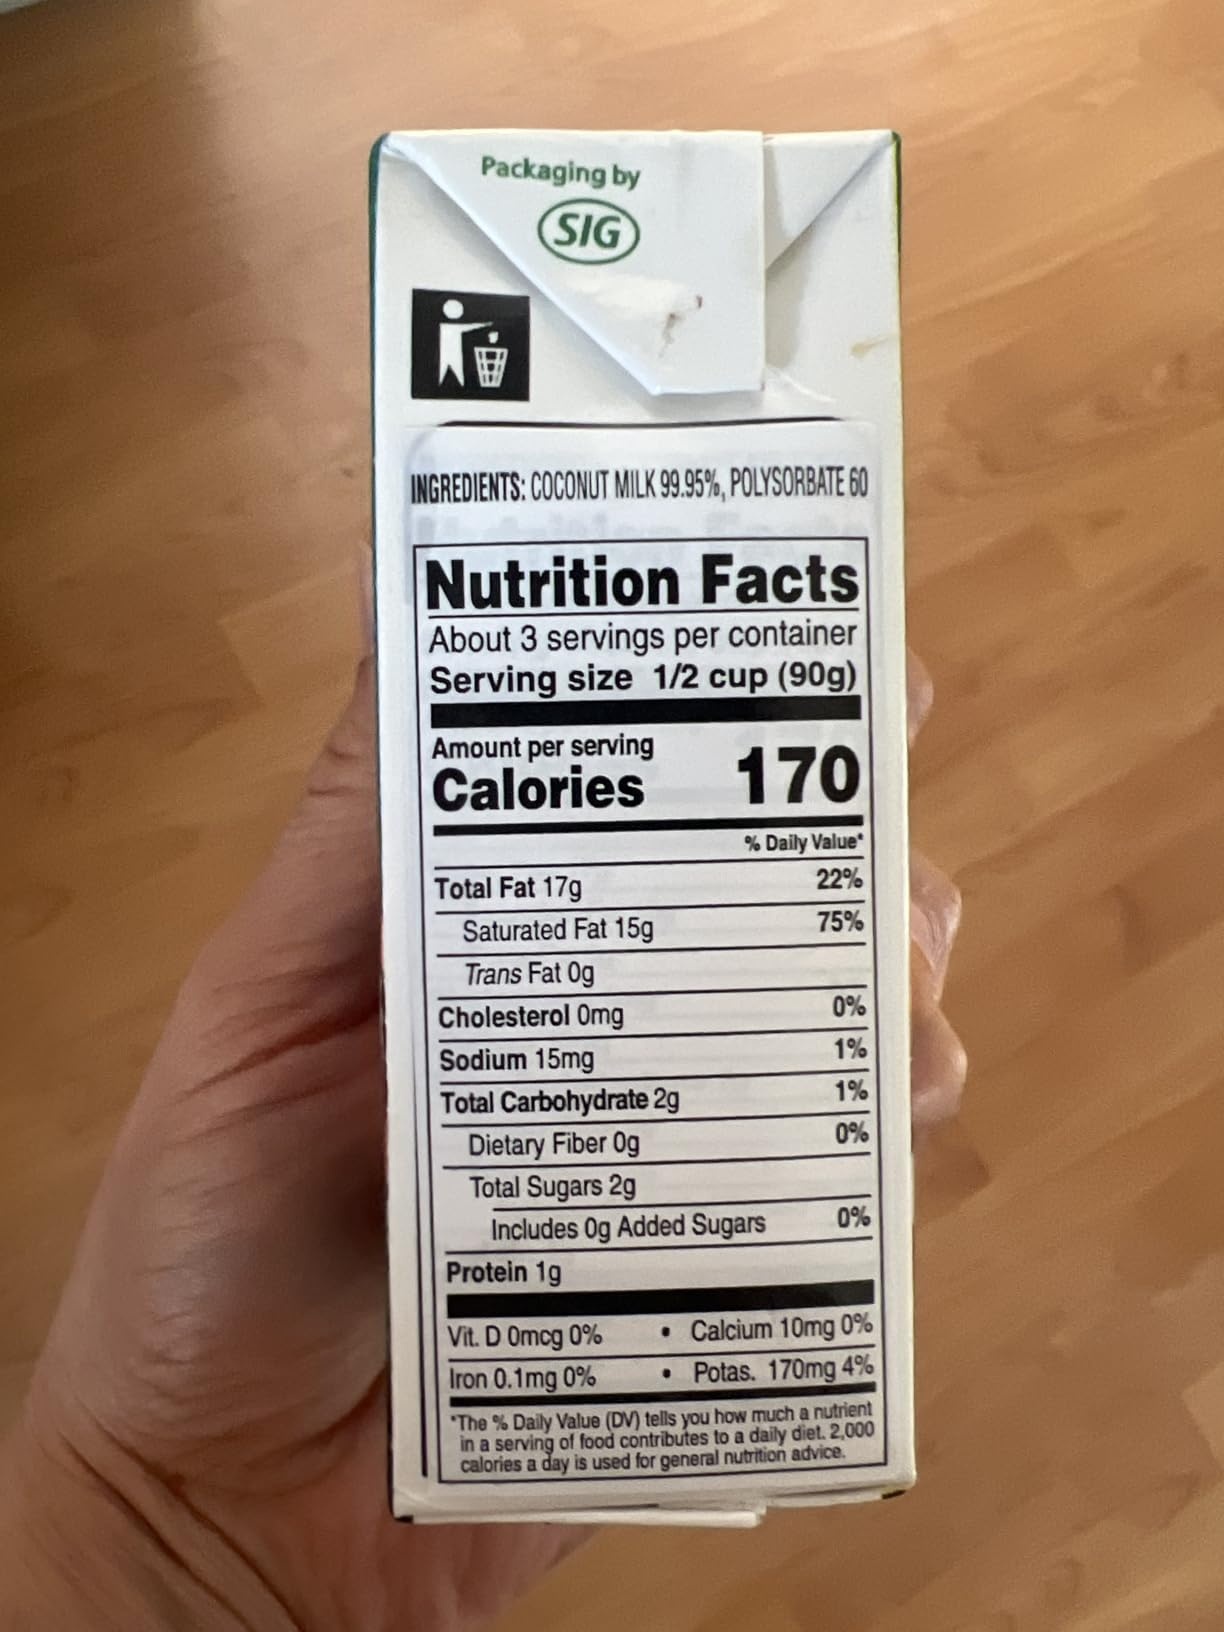 Packaging by
SIG
INGREDIENTS: COCONUT MILK 99.95%, POLYSORBATE 60
Nutrition Facts
About 3 servings per container
Serving size 1/2 cup (90g)
Amount per serving
Calories 170
% Daily Value*
Total Fat 17g 22%
Saturated Fat 15g 75%
Trans Fat 0g
Cholesterol 0mg 0%
Sodium 15mg 1%
Total Carbohydrate 2g 1%
Dietary Fiber 0g 0%
Total Sugars 2g
Includes 0g Added Sugars 0%
Protein 1g
Vit. D 0mcg 0% • Calcium 10mg 0%
Iron 0.1mg 0% • Potas. 170mg 4%
*The % Daily Value (DV) tells you how much a nutrient
in a serving of food contributes to a daily diet. 2,000
calories a day is used for general nutrition advice.